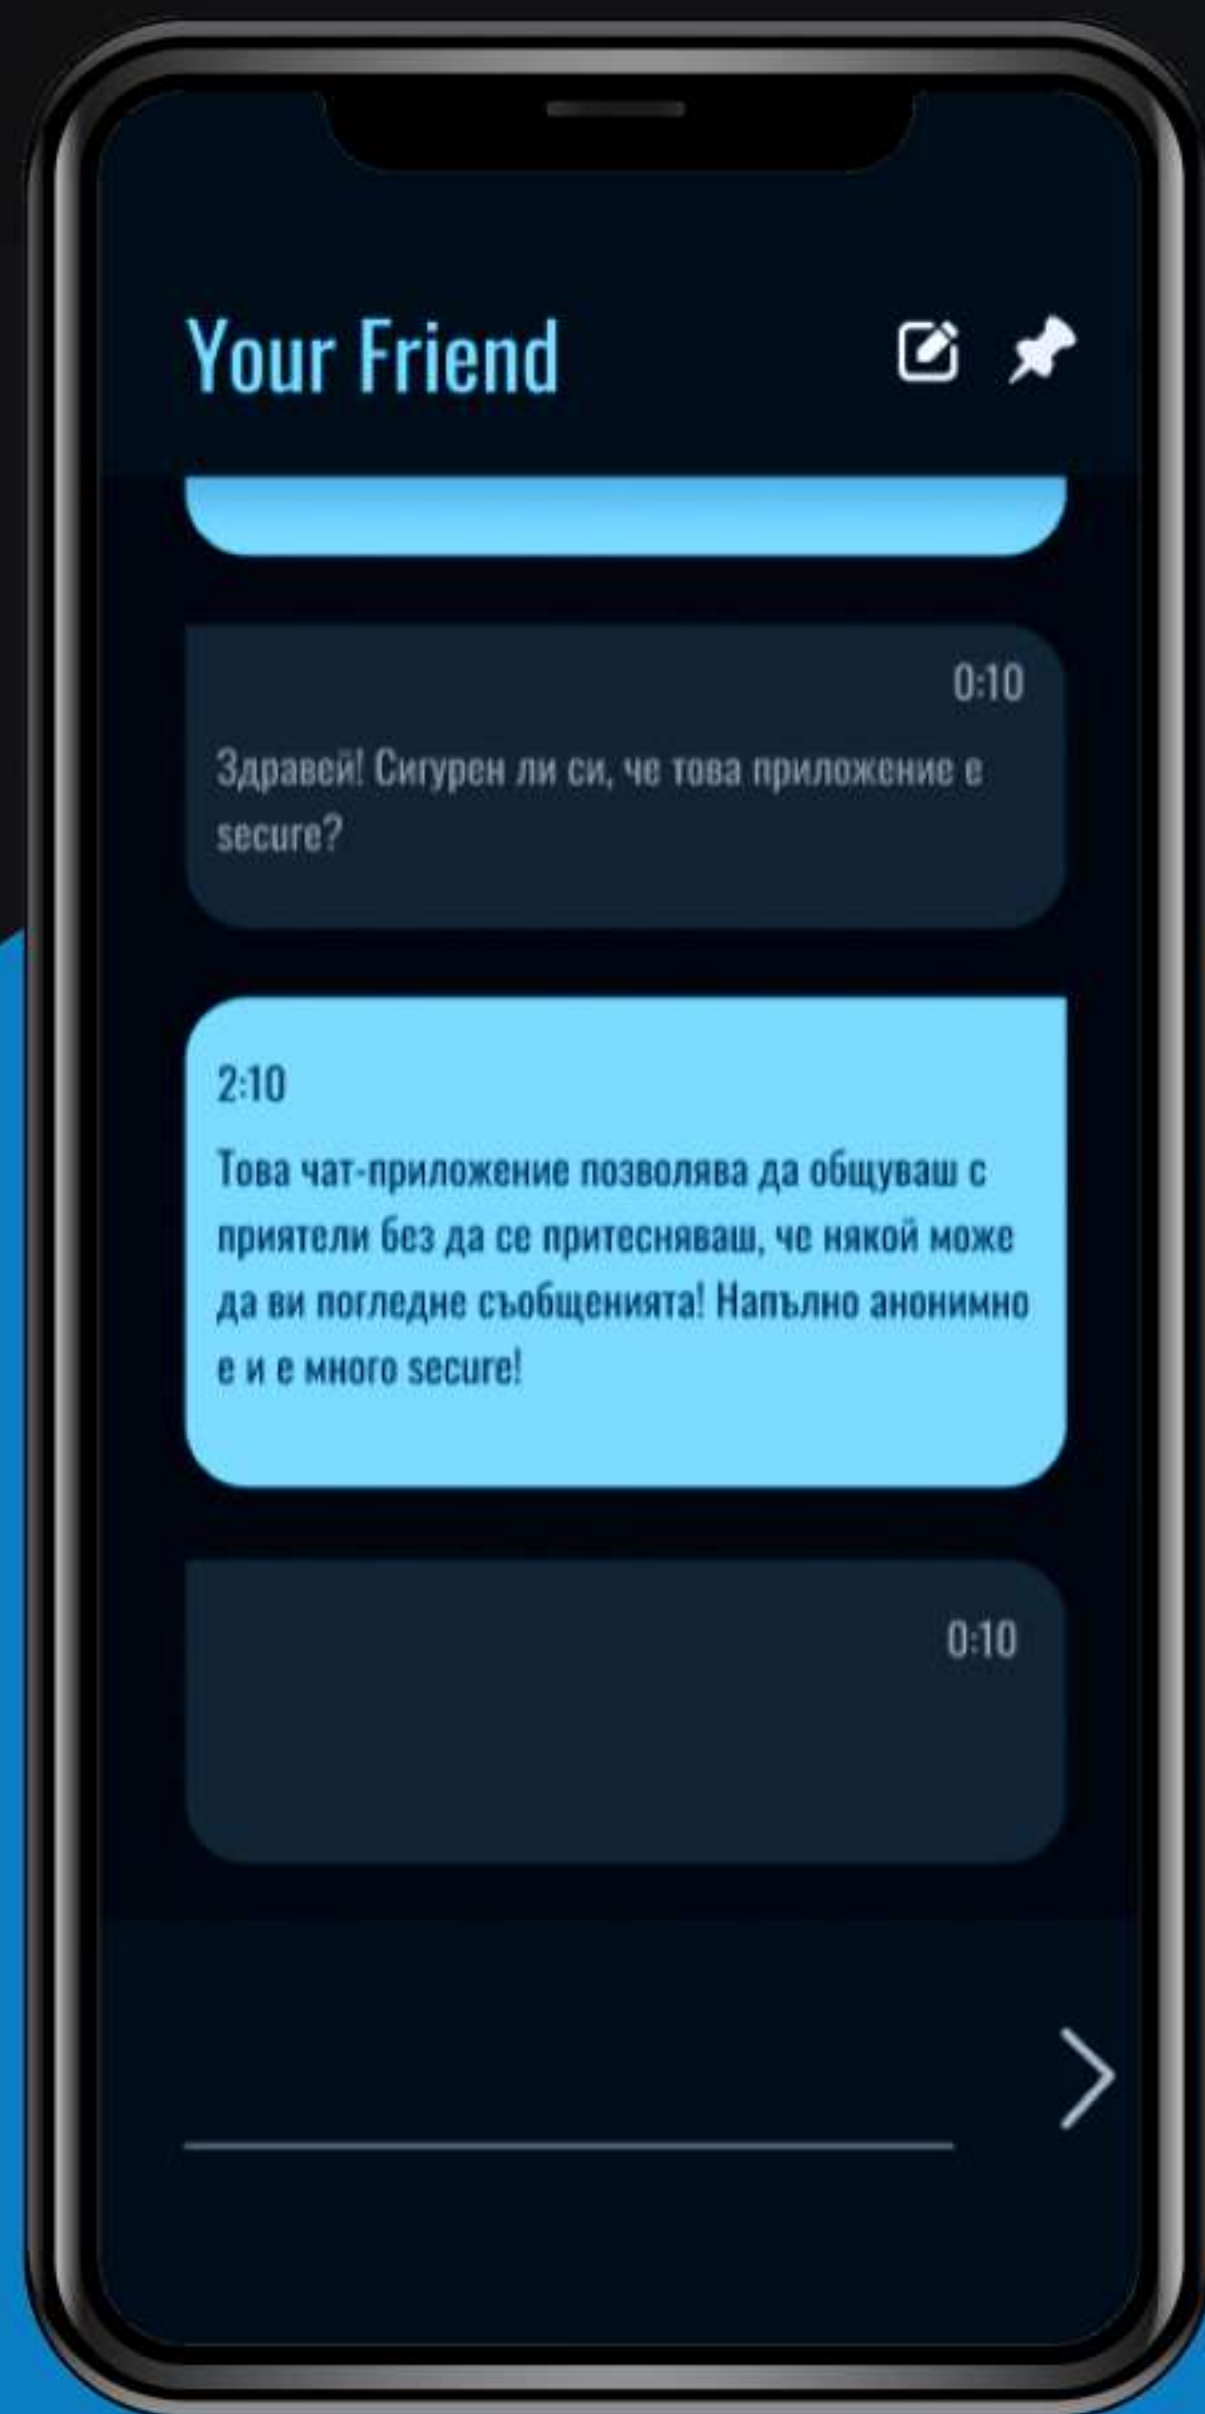 Your Friend
0:10
Здравей! Сигурен ли си, че това приложение е
secure?
2:10
Това чат-приложение позволява да общуваш с
приятели без да се притесняваш, че някой може
да ви погледне съобщенията! Напълно анонимно
е и е много secure!
0:10